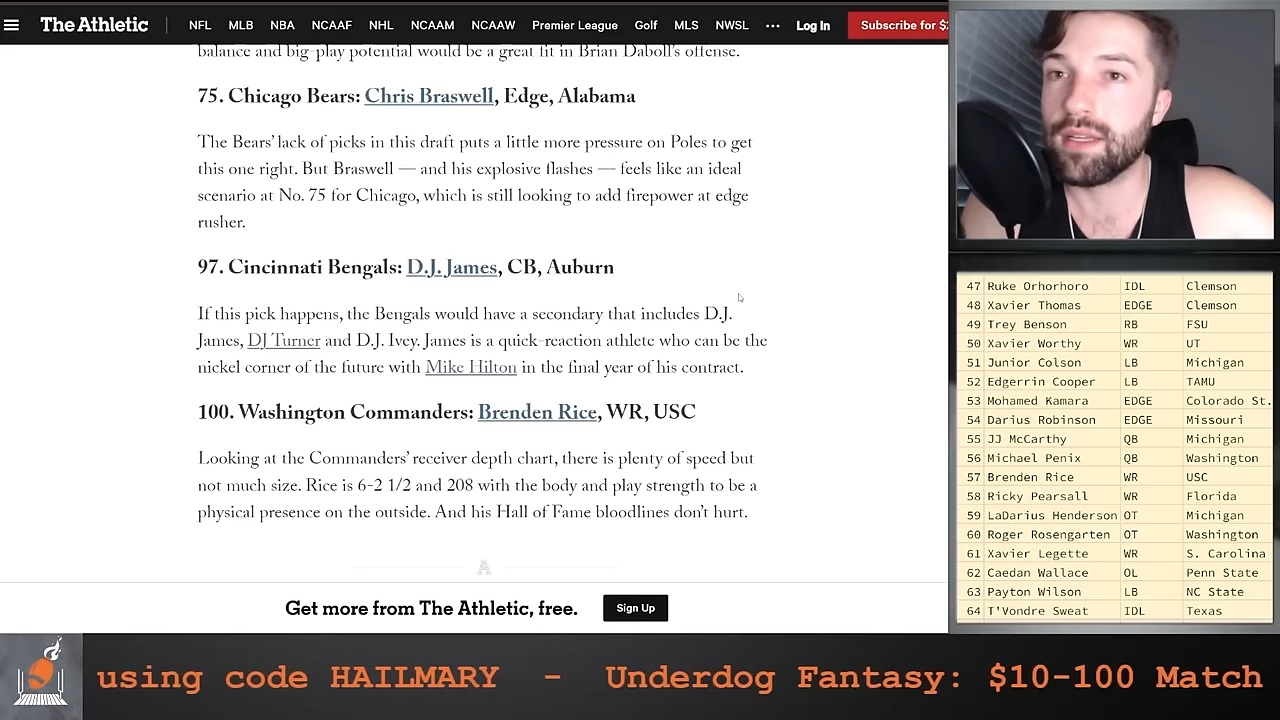 The Athletic NFL MLB NBA NCAAF NHL NCAAM NCAAW Premier League Golf MLS NWSL ••• Log In Subscribe for $2
balance and big-play potential would be a great fit in Brian Daboll's offense.
75. Chicago Bears: Chris Braswell, Edge, Alabama
The Bears' lack of picks in this draft puts a little more pressure on Poles to get
this one right. But Braswell — and his explosive flashes — feels like an ideal
scenario at No. 75 for Chicago, which is still looking to add firepower at edge
rusher.
97. Cincinnati Bengals: D.J. James, CB, Auburn
If this pick happens, the Bengals would have a secondary that includes D.J.
James, DJ Turner and D.J. Ivey. James is a quick-reaction athlete who can be the
nickel corner of the future with Mike Hilton in the final year of his contract.
100. Washington Commanders: Brenden Rice, WR, USC
Looking at the Commanders' receiver depth chart, there is plenty of speed but
not much size. Rice is 6-2 1/2 and 208 with the body and play strength to be a
physical presence on the outside. And his Hall of Fame bloodlines don't hurt.
A
Get more from The Athletic, free. Sign Up
47 Ruke Orhorhoro IDL Clemson
48 Xavier Thomas EDGE Clemson
49 Trey Benson RB FSU
50 Xavier Worthy WR UT
51 Junior Colson LB Michigan
52 Edgerrin Cooper LB TAMU
53 Mohamed Kamara EDGE Colorado St.
54 Darius Robinson EDGE Missouri
55 JJ McCarthy QB Michigan
56 Michael Penix QB Washington
57 Brenden Rice WR USC
58 Ricky Pearsall WR Florida
59 LaDarius Henderson OT Michigan
60 Roger Rosengarten OT Washington
61 Xavier Legette WR S. Carolina
62 Caedan Wallace OL Penn State
63 Payton Wilson LB NC State
64 T'Vondre Sweat IDL Texas
using code HAILMARY - Underdog Fantasy: $10-100 Match